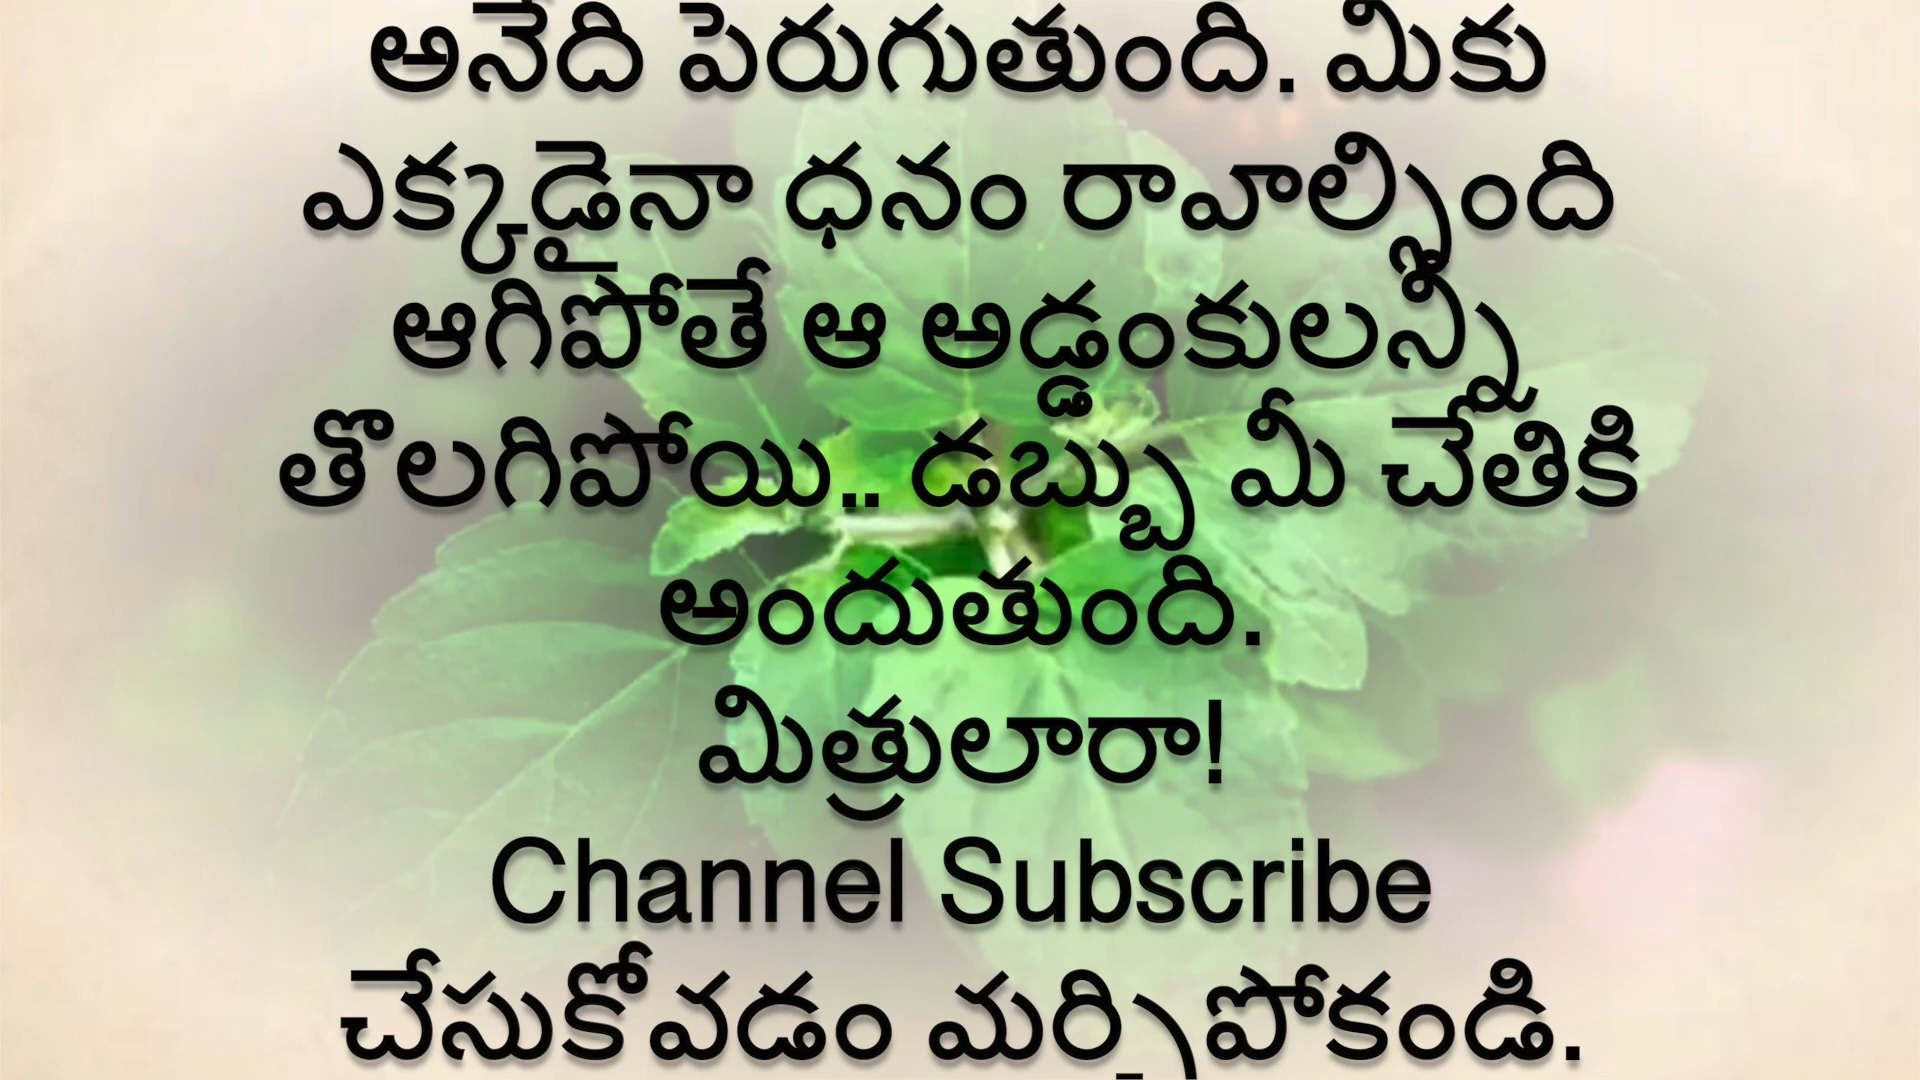 అనేది పెరుగుతుంది. మికు
ఎక్కడైనా ధనం రావాల్సింది
ఆగిపోతే ఆ అడ్డంకులన్ని
తొలగిపోయి.. డబ్బు మీ చేతికి
అందుతుంది.
మిత్రులారా!
Channel Subscribe
చేసుకోవడం మర్చిపోకండి.